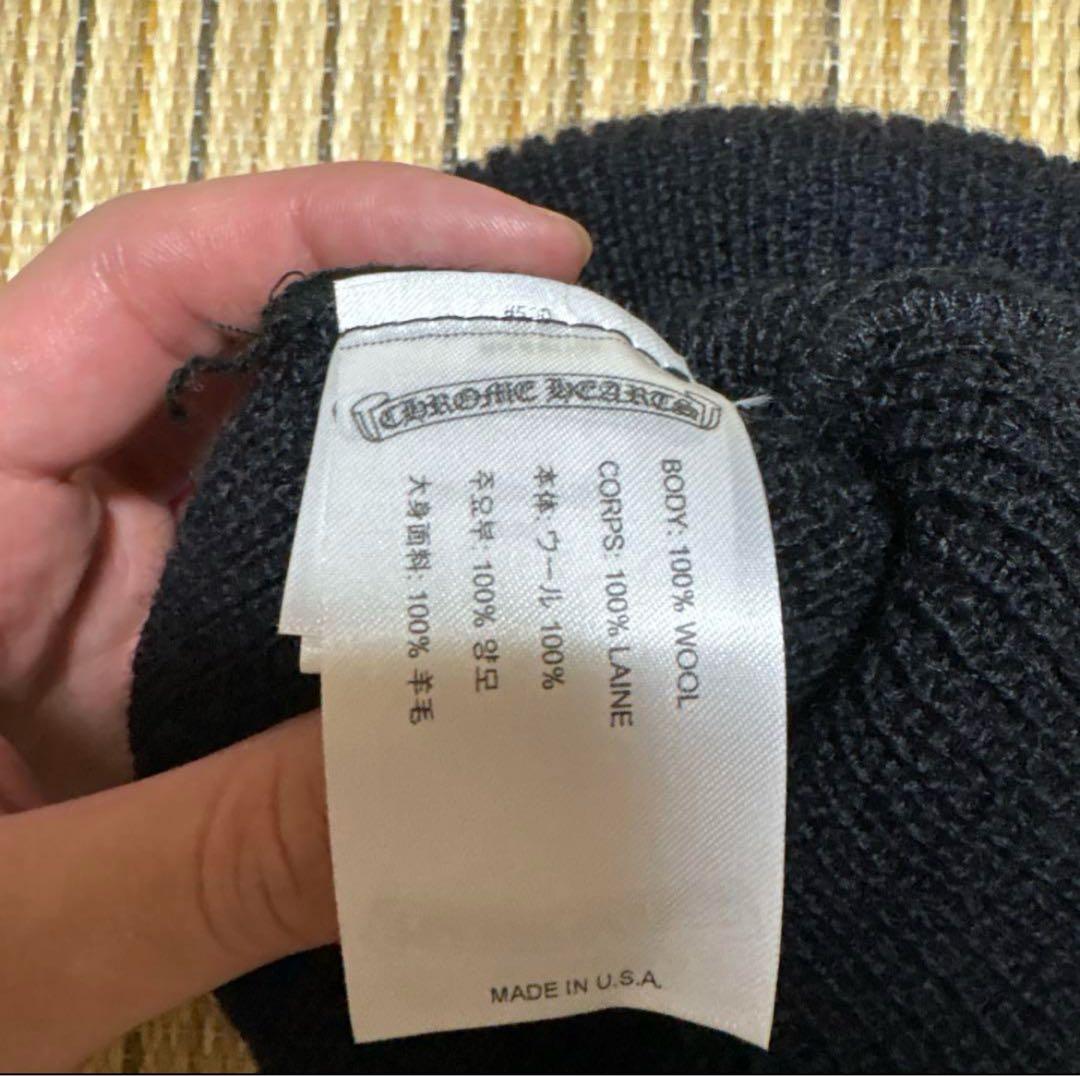 CHROME HEARTS
BODY: 100% WOOL
CORPS: 100% LAINE
本体: ウール 100%
주요부: 100% 양모
大身面料: 100% 羊毛
MADE IN U.S.A.